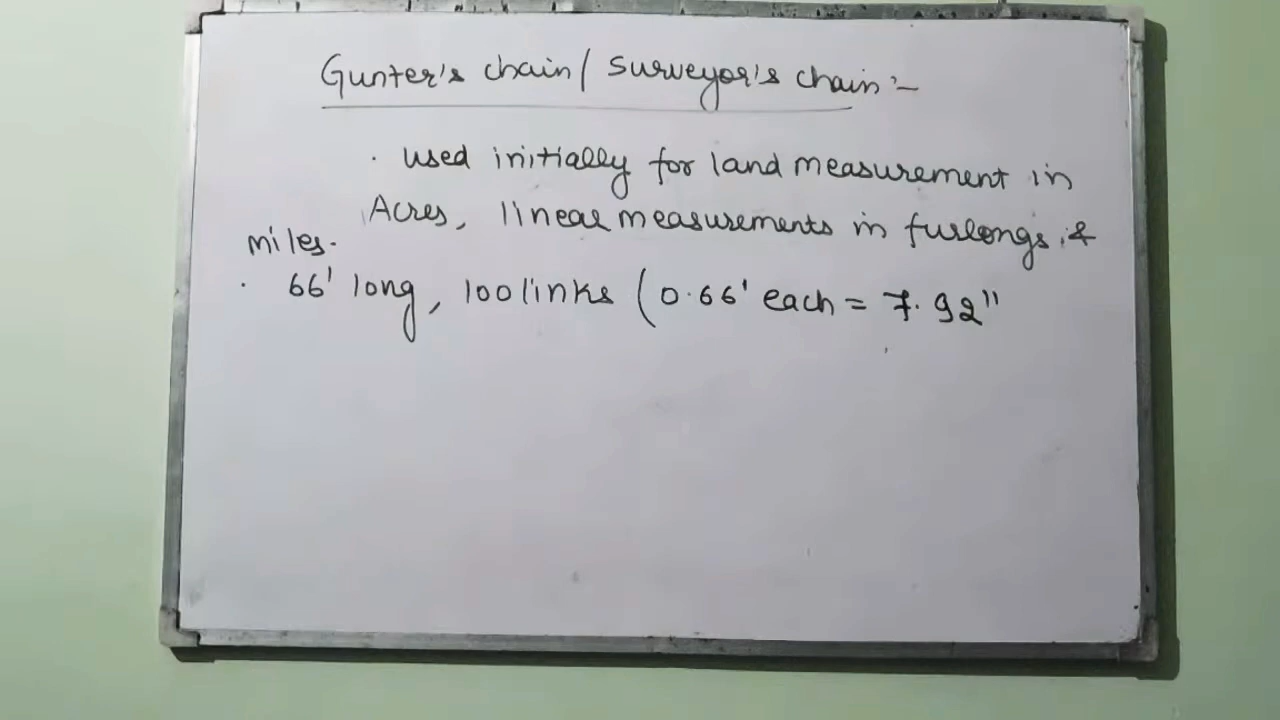 Gunter's chain/ Surveyor's chain:-
. used initially for land measurement in
Acres, linear measurements in furlongs, &
miles.
. 66' long, 100 links (0.66' each = 7.92"